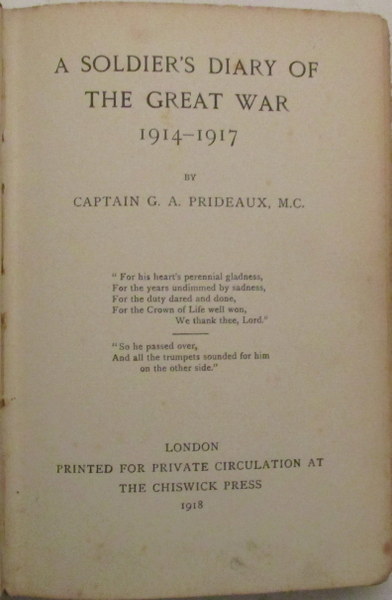 A SOLDIER'S DIARY OF
THE GREAT WAR
1914–1917
BY
CAPTAIN G. A. PRIDEAUX, M.C.
"For his heart's perennial gladness,
For the years undimmed by sadness,
For the duty dared and done,
For the Crown of Life well won,
We thank thee, Lord."
"So he passed over,
And all the trumpets sounded for him
on the other side."
LONDON
PRINTED FOR PRIVATE CIRCULATION AT
THE CHISWICK PRESS
1918